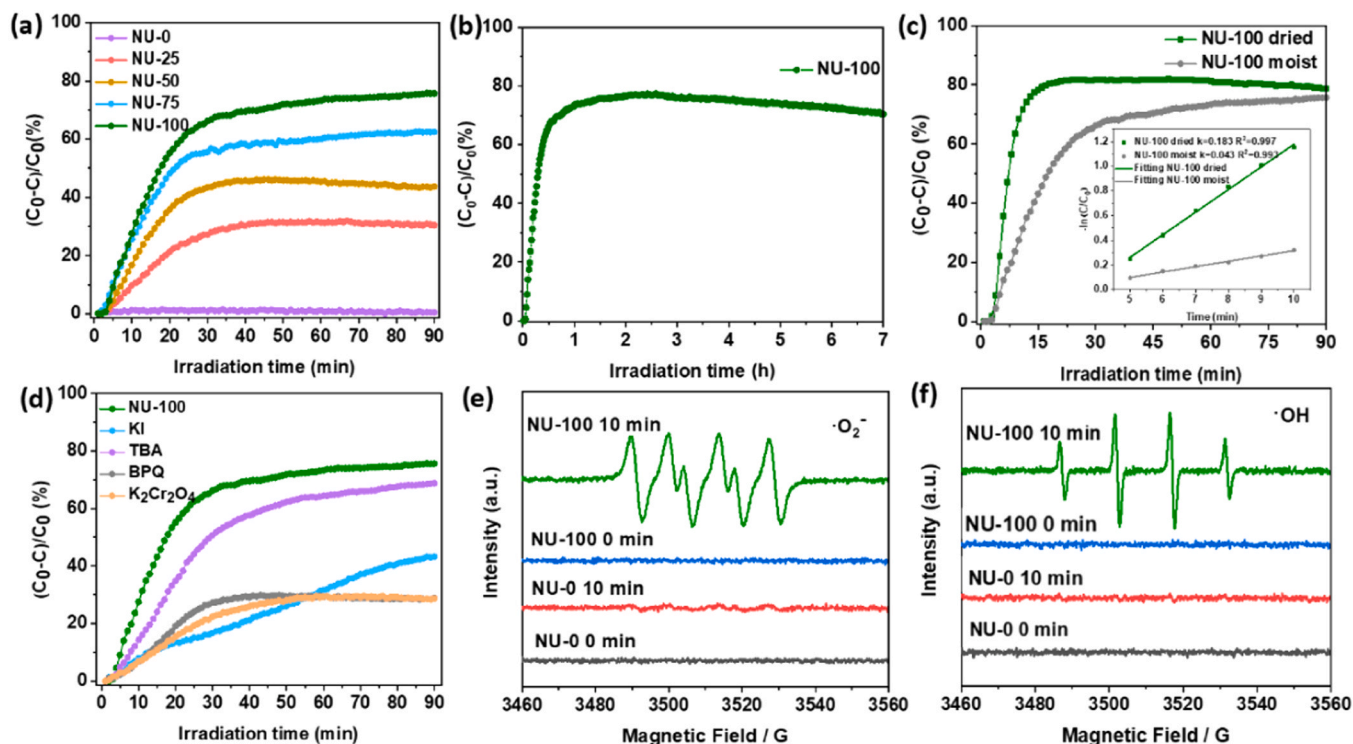 (a)
(C₀-C)/C₀(%)
100
80
60
40
20
0
NU-0
NU-25
NU-50
NU-75
NU-100
0 10 20 30 40 50 60 70 80 90
Irradiation time (min)
(b)
(C₀-C)/C₀(%)
100
75
50
25
0
NU-100
0 1 2 3 4 5 6 7
Irradiation time (h)
(c)
(C₀-C)/C₀ (%)
100
80
60
40
20
0
NU-100 dried
NU-100 moist
-ln(C/C₀)
1.2
1.0
0.8
0.6
0.4
0.2
0.0
NU-100 dried k=0.183 R²=0.997
NU-100 moist k=0.043 R²=0.993
Fitting NU-100 dried
Fitting NU-100 moist
5 6 7 8 9 10
Time (min)
0 15 30 45 60 75 90
Irradiation time (min)
(d)
(C₀-C)/C₀ (%)
100
80
60
40
20
0
NU-100
KI
TBA
BPQ
K₂Cr₂O₄
0 10 20 30 40 50 60 70 80 90
Irradiation time (min)
(e)
Intensity (a.u.)
·O₂⁻
NU-100 10 min
NU-100 0 min
NU-0 10 min
NU-0 0 min
3460 3480 3500 3520 3540 3560
Magnetic Field / G
(f)
Intensity (a.u.)
·OH
NU-100 10 min
NU-100 0 min
NU-0 10 min
NU-0 0 min
3460 3480 3500 3520 3540 3560
Magnetic Field / G